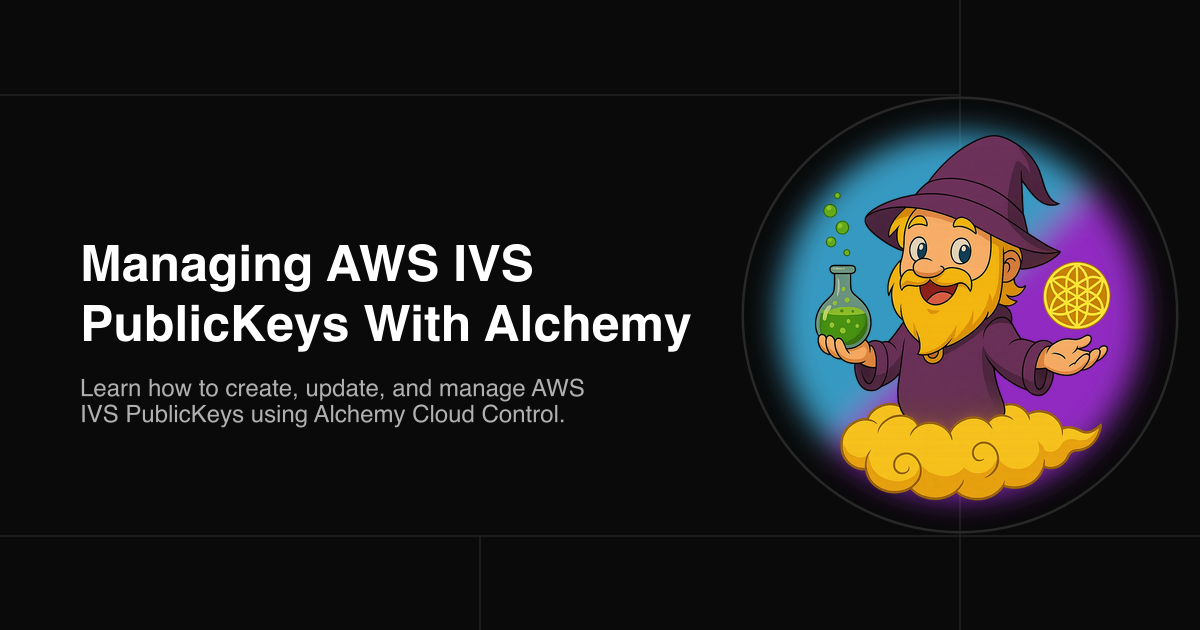 Managing AWS IVS
PublicKeys With Alchemy
Learn how to create, update, and manage AWS
IVS PublicKeys using Alchemy Cloud Control.